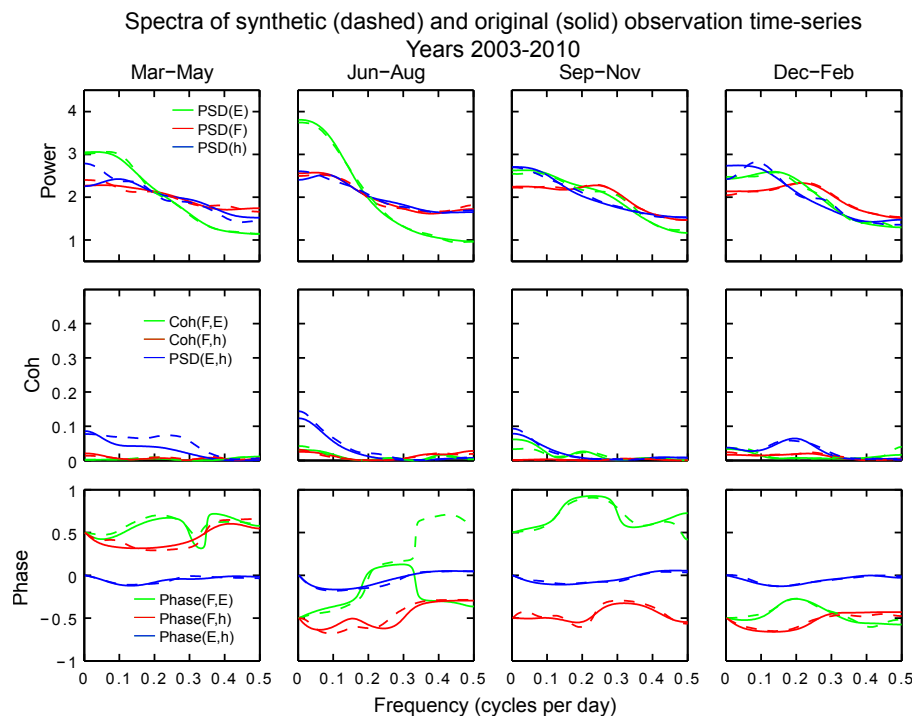 Spectra of synthetic (dashed) and original (solid) observation time-series
Years 2003-2010
Mar−May
Jun−Aug
Sep−Nov
Dec−Feb
Power
4
3
2
1
PSD(E)
PSD(F)
PSD(h)
Coh
0.4
0.3
0.2
0.1
0
Coh(F,E)
Coh(F,h)
PSD(E,h)
Phase
1
0.5
0
−0.5
−1
Phase(F,E)
Phase(F,h)
Phase(E,h)
0 0.1 0.2 0.3 0.4 0.5
0 0.1 0.2 0.3 0.4 0.5
0 0.1 0.2 0.3 0.4 0.5
0 0.1 0.2 0.3 0.4 0.5
Frequency (cycles per day)